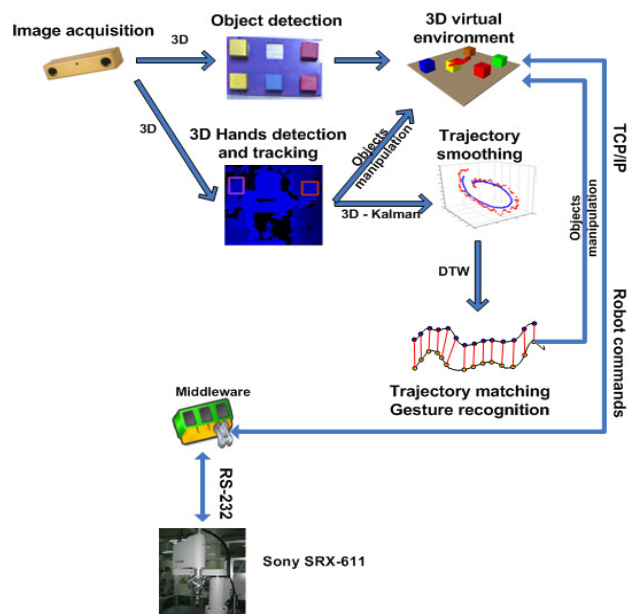 Image acquisition
3D
Object detection
3D virtual
environment
3D
3D Hands detection
and tracking
Objects
manipulation
3D - Kalman
Trajectory
smoothing
DTW
Trajectory matching
Gesture recognition
Objects
manipulation
TCP/IP
Robot commands
Middleware
RS-232
Sony SRX-611